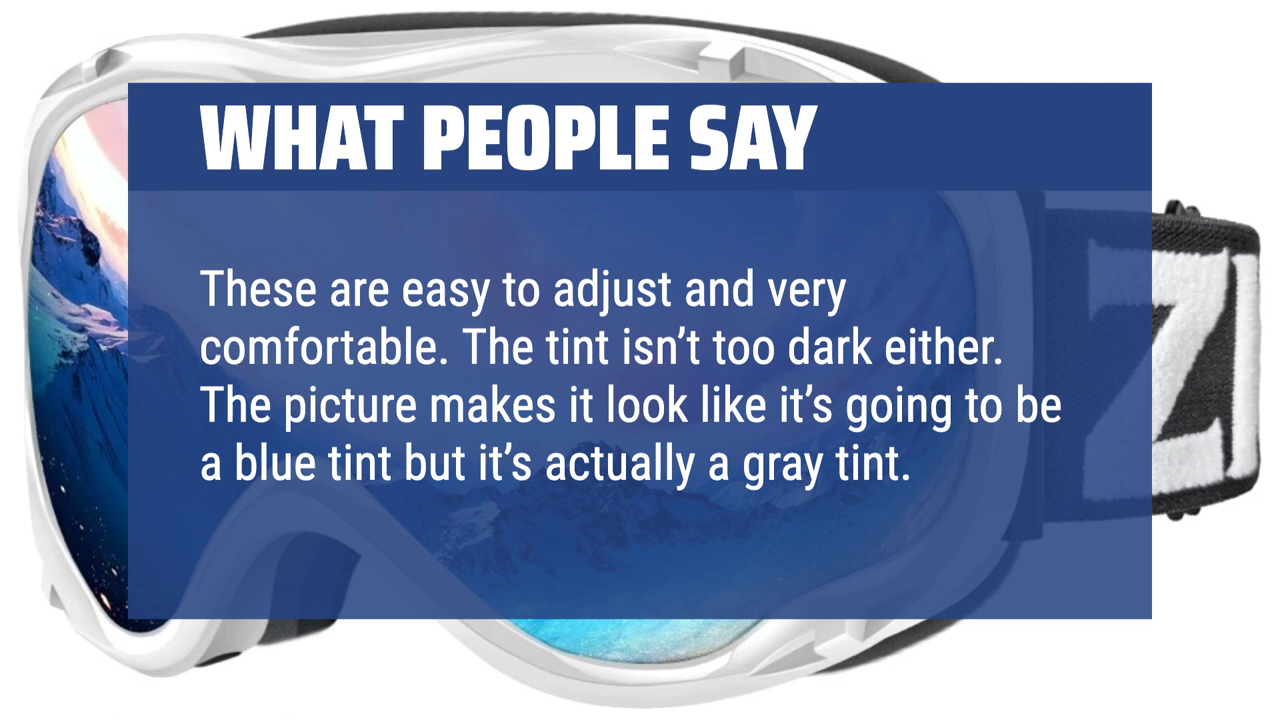 WHAT PEOPLE SAY
These are easy to adjust and very
comfortable. The tint isn’t too dark either.
The picture makes it look like it’s going to be
a blue tint but it’s actually a gray tint.